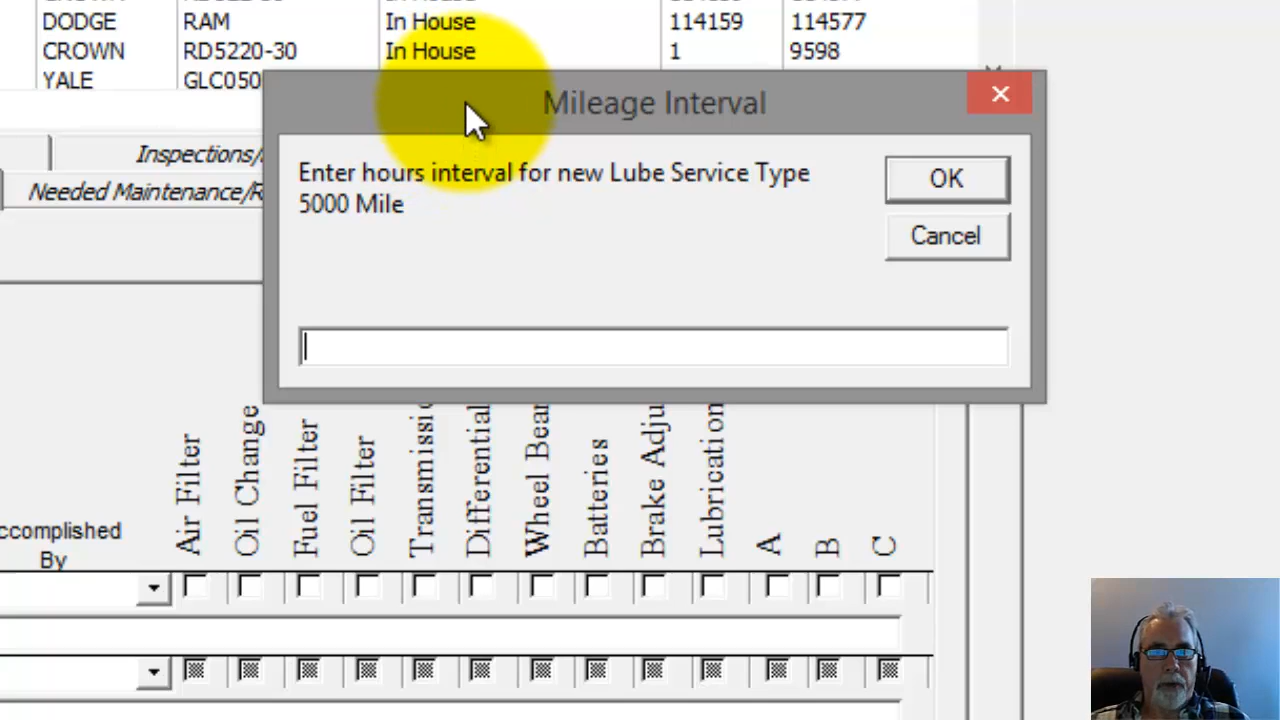 DODGE RAM In House 114159 114577
CROWN RD5220-30 In House 1 9598
YALE GLC050
Mileage Interval
Inspections/
Needed Maintenance/R
Enter hours interval for new Lube Service Type
5000 Mile
OK
Cancel
ccomplished
By
Air Filter
Oil Change
Fuel Filter
Oil Filter
Transmissi
Differential
Wheel Bear
Batteries
Brake Adju
Lubrication
A
B
C